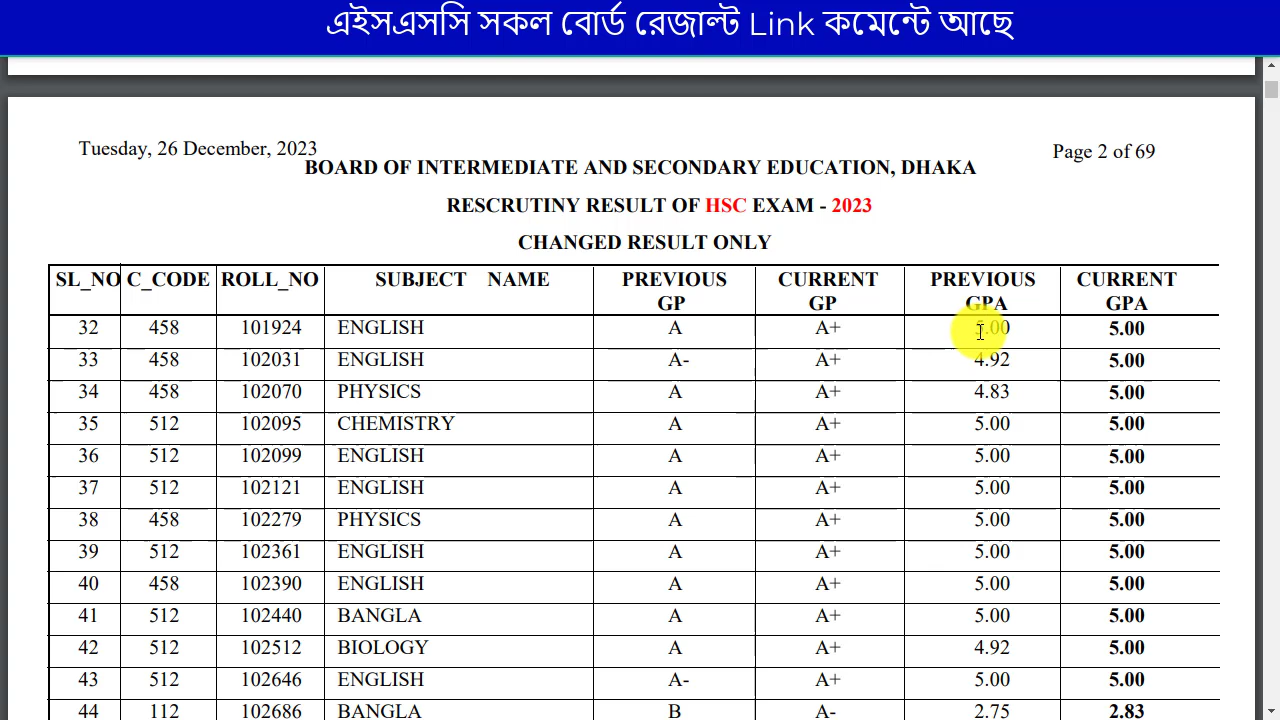 এইসএসসি সকল বোর্ড রেজাল্ট Link কমেন্টে আছে
Tuesday, 26 December, 2023
Page 2 of 69
BOARD OF INTERMEDIATE AND SECONDARY EDUCATION, DHAKA
RESCRUTINY RESULT OF HSC EXAM - 2023
CHANGED RESULT ONLY
SL_NO C_CODE ROLL_NO SUBJECT NAME PREVIOUS GP CURRENT GP PREVIOUS GPA CURRENT GPA
32 458 101924 ENGLISH A A+ 5.00 5.00
33 458 102031 ENGLISH A- A+ 4.92 5.00
34 458 102070 PHYSICS A A+ 4.83 5.00
35 512 102095 CHEMISTRY A A+ 5.00 5.00
36 512 102099 ENGLISH A A+ 5.00 5.00
37 512 102121 ENGLISH A A+ 5.00 5.00
38 458 102279 PHYSICS A A+ 5.00 5.00
39 512 102361 ENGLISH A A+ 5.00 5.00
40 458 102390 ENGLISH A A+ 5.00 5.00
41 512 102440 BANGLA A A+ 5.00 5.00
42 512 102512 BIOLOGY A A+ 4.92 5.00
43 512 102646 ENGLISH A- A+ 5.00 5.00
44 112 102686 BANGLA B A- 2.75 2.83